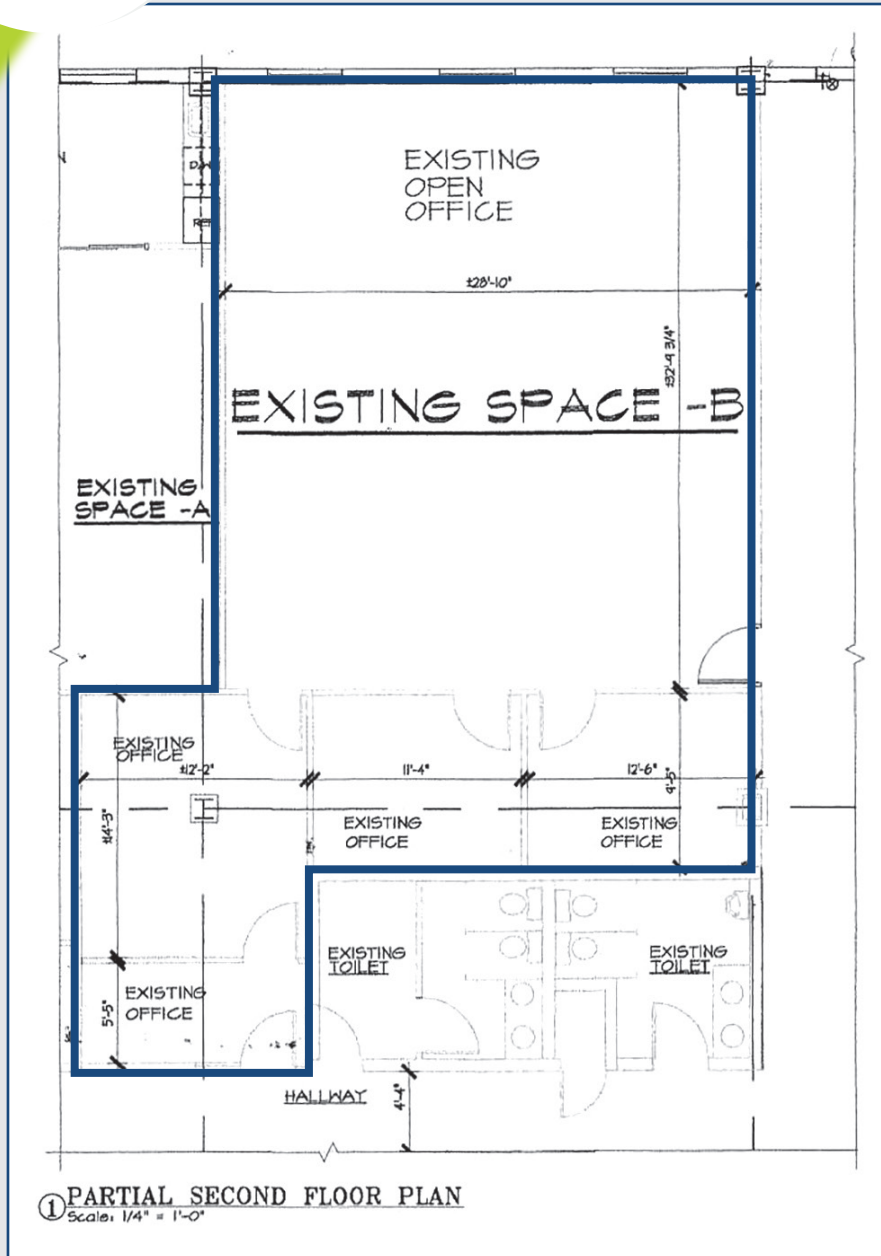 EXISTING
OPEN
OFFICE
±28'-10"
±32'-9 3/4"
EXISTING SPACE -B
EXISTING
SPACE -A
EXISTING
OFFICE
±12'-2"
11'-4"
12'-6"
9'-5"
±14'-3"
EXISTING
OFFICE
EXISTING
OFFICE
EXISTING
TOILET
EXISTING
TOILET
EXISTING
OFFICE
5'-5"
HALLWAY
4'-4"
1 PARTIAL SECOND FLOOR PLAN
Scale: 1/4" = 1'-0"